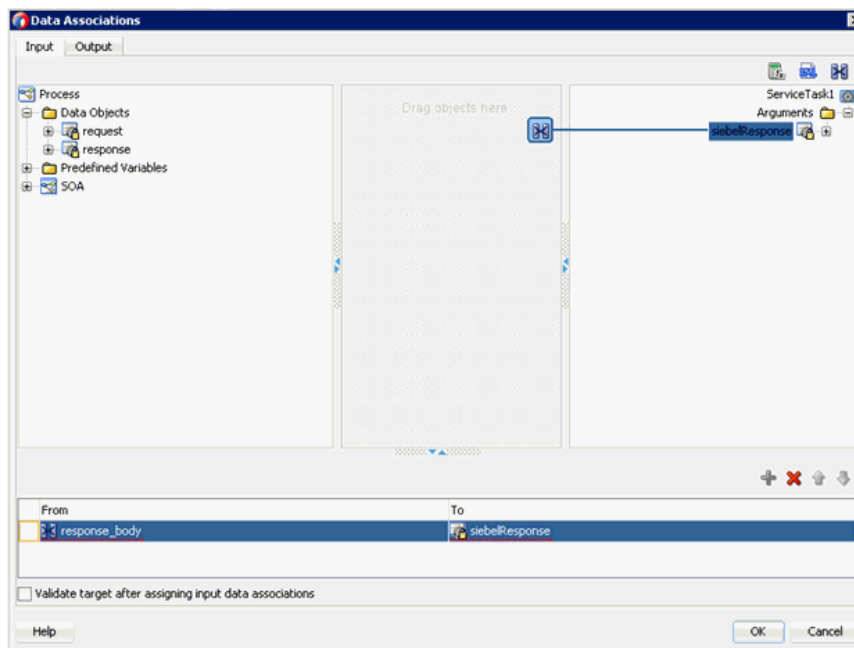 Data Associations
Input Output
Process
Data Objects
request
response
Predefined Variables
SOA
Drag objects here
ServiceTask1
Arguments
siebelResponse
From To
response_body siebelResponse
Validate target after assigning input data associations
Help OK Cancel